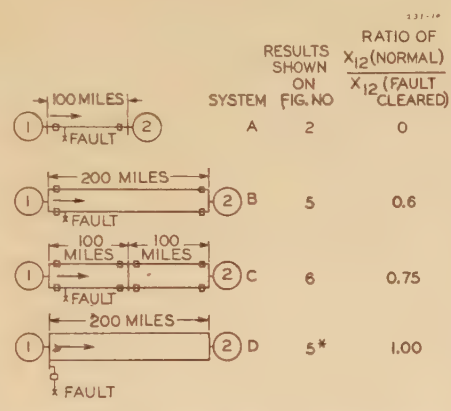 231-10
RESULTS SHOWN ON FIG. NO
RATIO OF X12 (NORMAL) X12 (FAULT CLEARED)
SYSTEM
100 MILES
1 2 A 2 0
x FAULT
200 MILES
1 2 B 5 0.6
x FAULT
100 MILES 100 MILES
1 2 C 6 0.75
x FAULT
200 MILES
1 2 D 5* 1.00
x FAULT